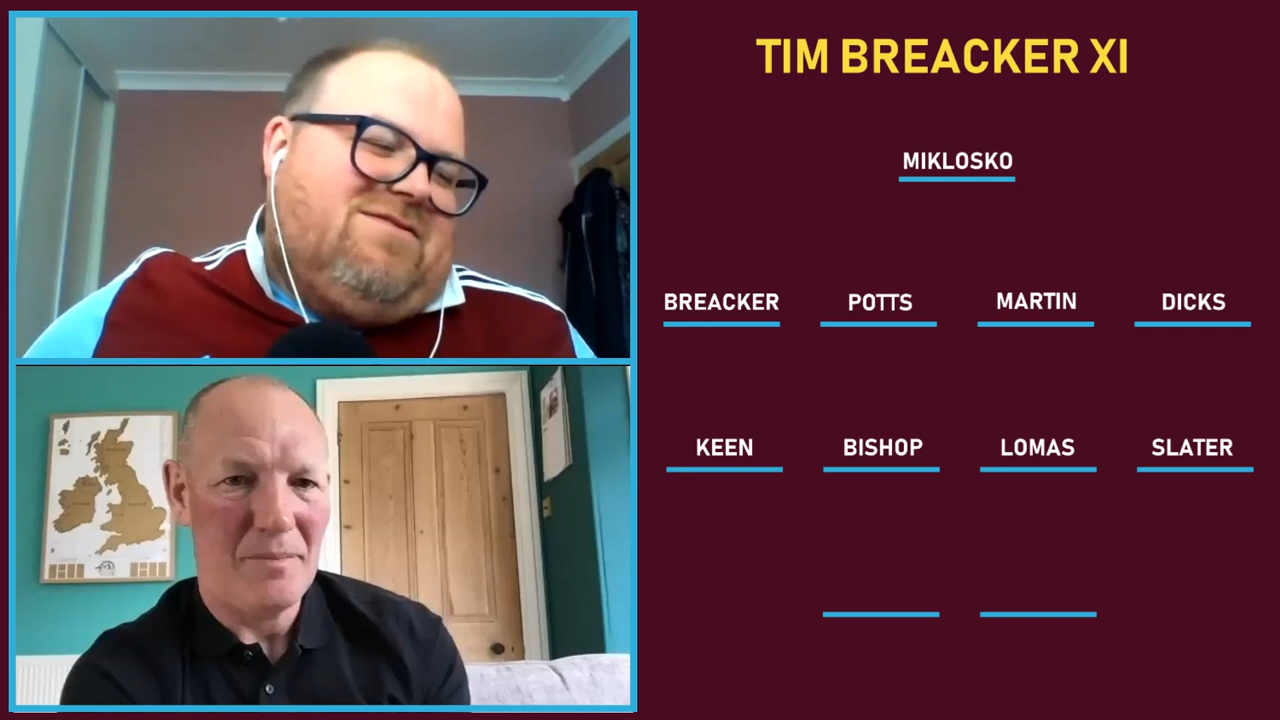 TIM BREACKER XI
MIKLOSKO
BREACKER POTTS MARTIN DICKS
KEEN BISHOP LOMAS SLATER